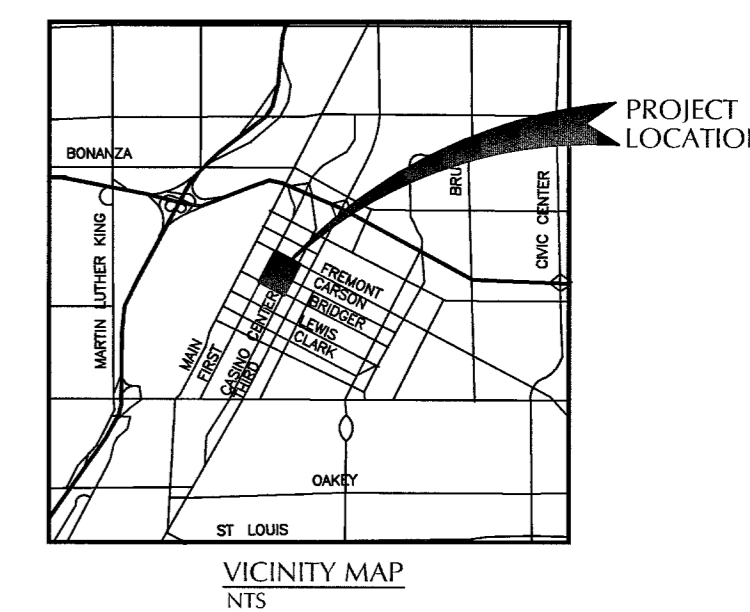 PROJECT
LOCATION
BONANZA
BRU
CIVIC CENTER
MARTIN LUTHER KING
FREMONT
CARSON
BRIDGER
LEWIS
CLARK
MAIN
FIRST
CASINO CENTER
THIRD
OAKEY
ST LOUIS
VICINITY MAP
NTS